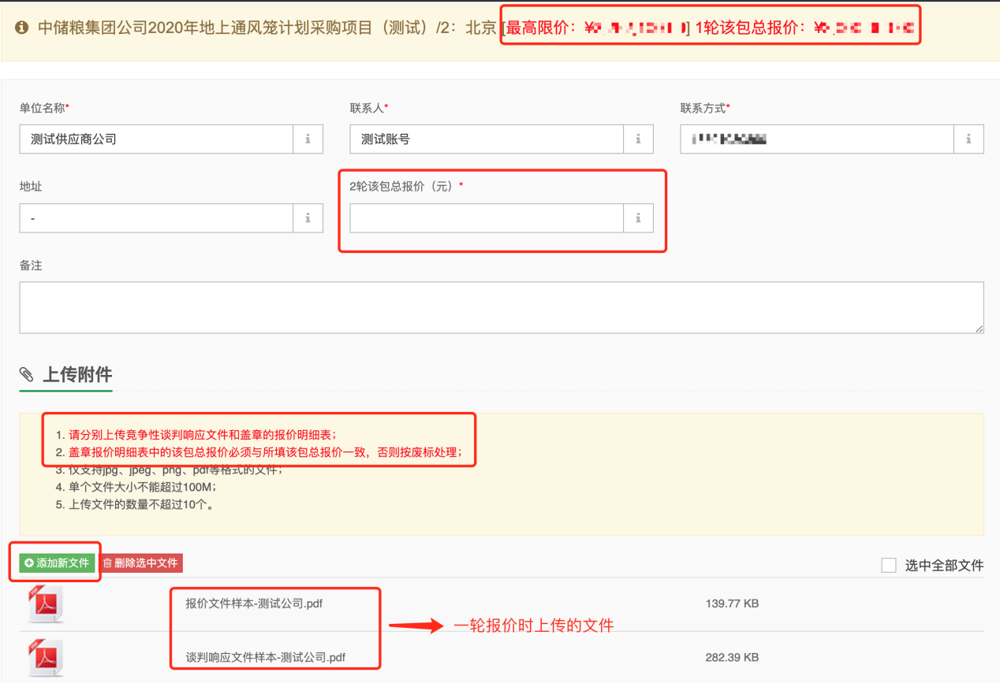 中储粮集团公司2020年地上通风笼计划采购项目（测试）/2：北京 [最高限价：¥ ] 1轮该包总报价：¥
单位名称* 联系人* 联系方式*
测试供应商公司 测试账号
地址 2轮该包总报价（元）*
-
备注
上传附件
1. 请分别上传竞争性谈判响应文件和盖章的报价明细表；
2. 盖章报价明细表中的该包总报价必须与所填该包总报价一致，否则按废标处理；
3. 仅支持jpg、jpeg、png、pdf等格式的文件；
4. 单个文件大小不能超过100M；
5. 上传文件的数量不超过10个。
添加新文件 删除选中文件 选中全部文件
报价文件样本-测试公司.pdf 139.77 KB
一轮报价时上传的文件
谈判响应文件样本-测试公司.pdf 282.39 KB